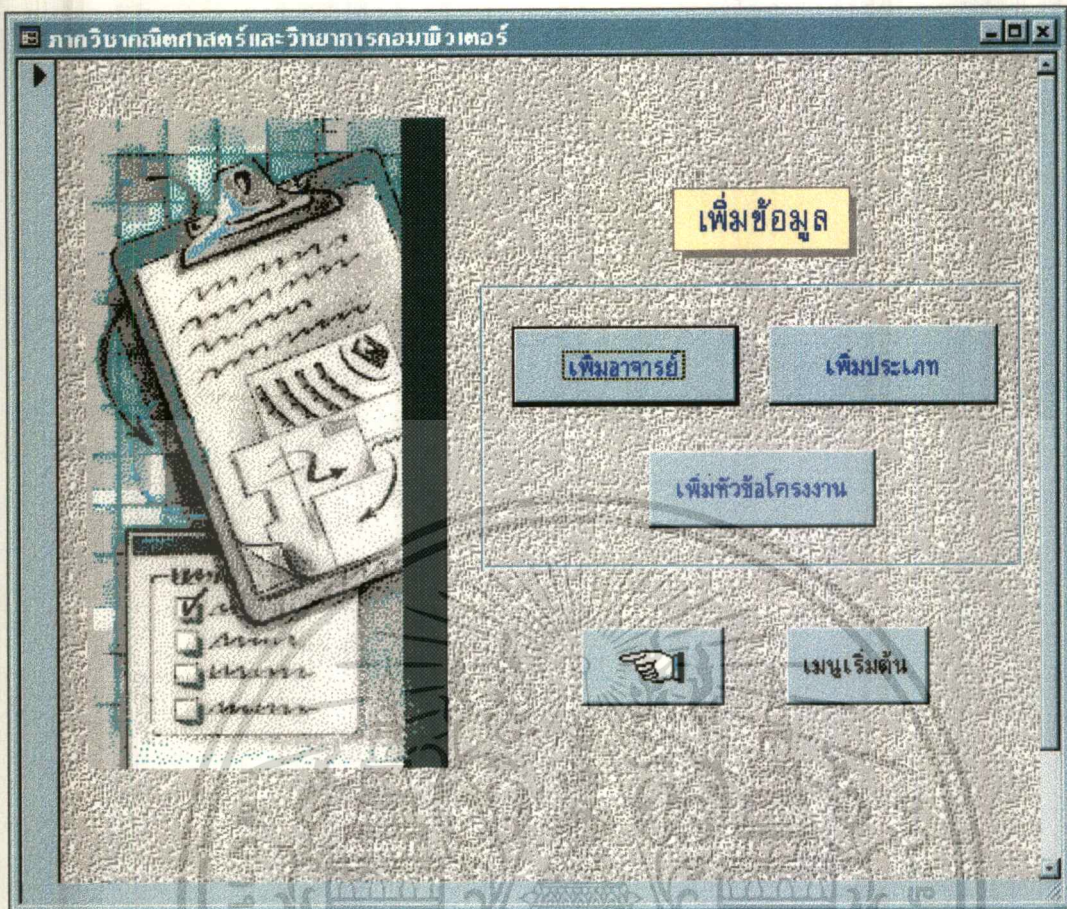 ภาควิชาคณิตศาสตร์และวิทยาการคอมพิวเตอร์
เพิ่มข้อมูล
เพิ่มอาจารย์
เพิ่มประเภท
เพิ่มหัวข้อโครงงาน
เมนูเริ่มต้น